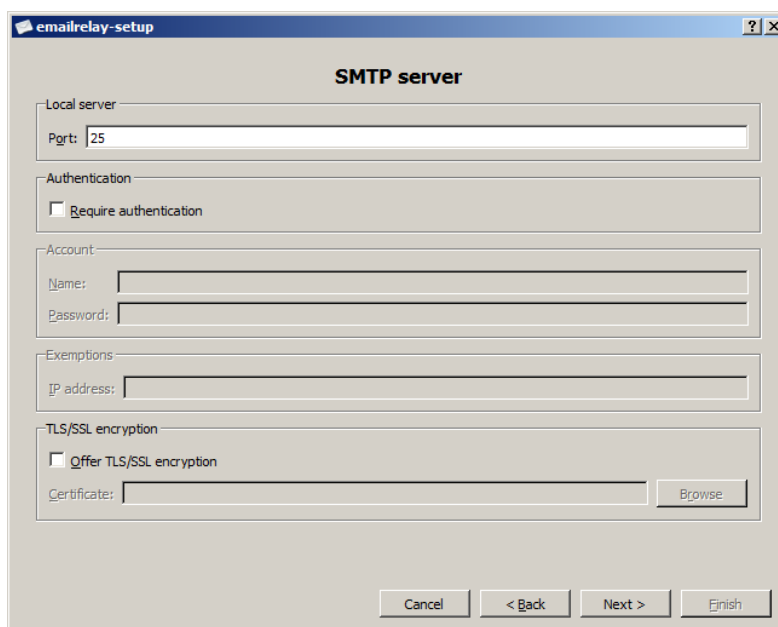 emailrelay-setup
SMTP server
Local server
Port: 25
Authentication
Require authentication
Account
Name:
Password:
Exemptions
IP address:
TLS/SSL encryption
Offer TLS/SSL encryption
Certificate: Browse
Cancel < Back Next > Finish